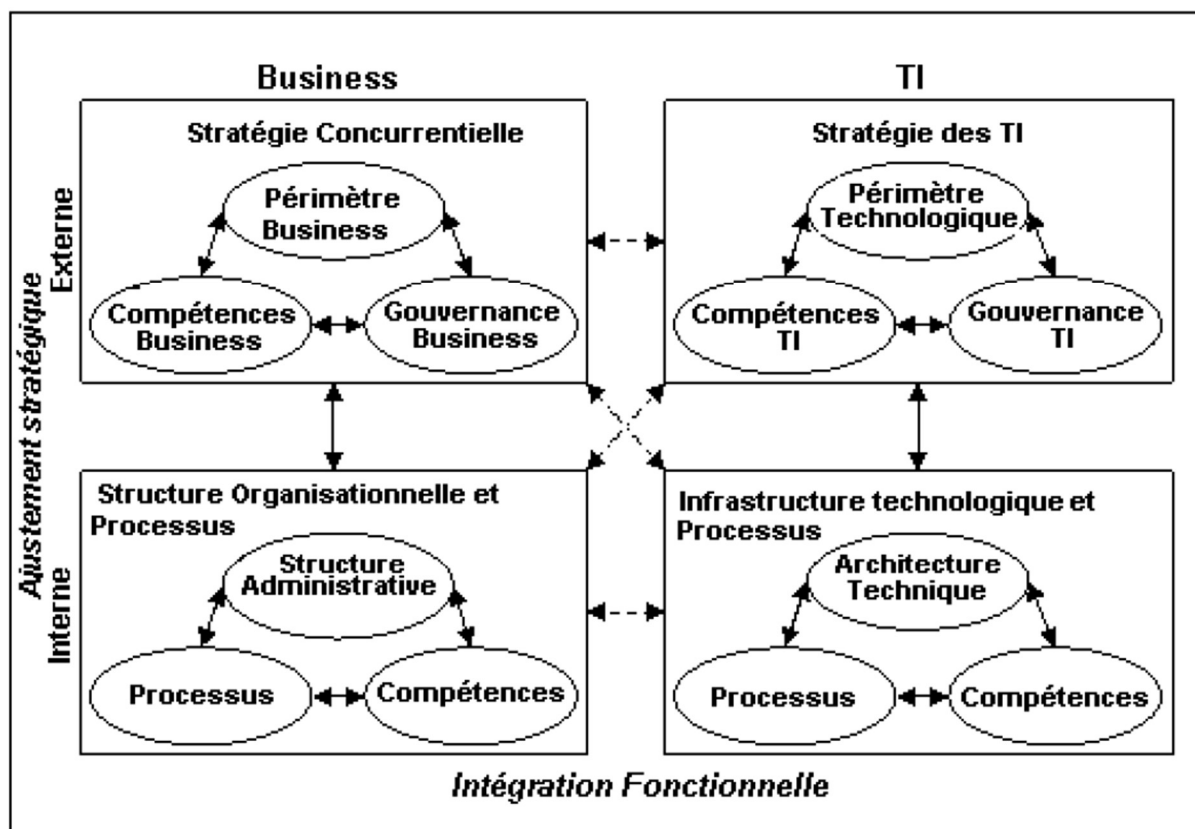 Business
TI
Ajustement stratégique
Externe
Stratégie Concurrentielle
Périmètre
Business
Compétences
Business
Gouvernance
Business
Stratégie des TI
Périmètre
Technologique
Compétences
TI
Gouvernance
TI
Interne
Structure Organisationnelle et
Processus
Structure
Administrative
Processus
Compétences
Infrastructure technologique et
Processus
Architecture
Technique
Processus
Compétences
Intégration Fonctionnelle